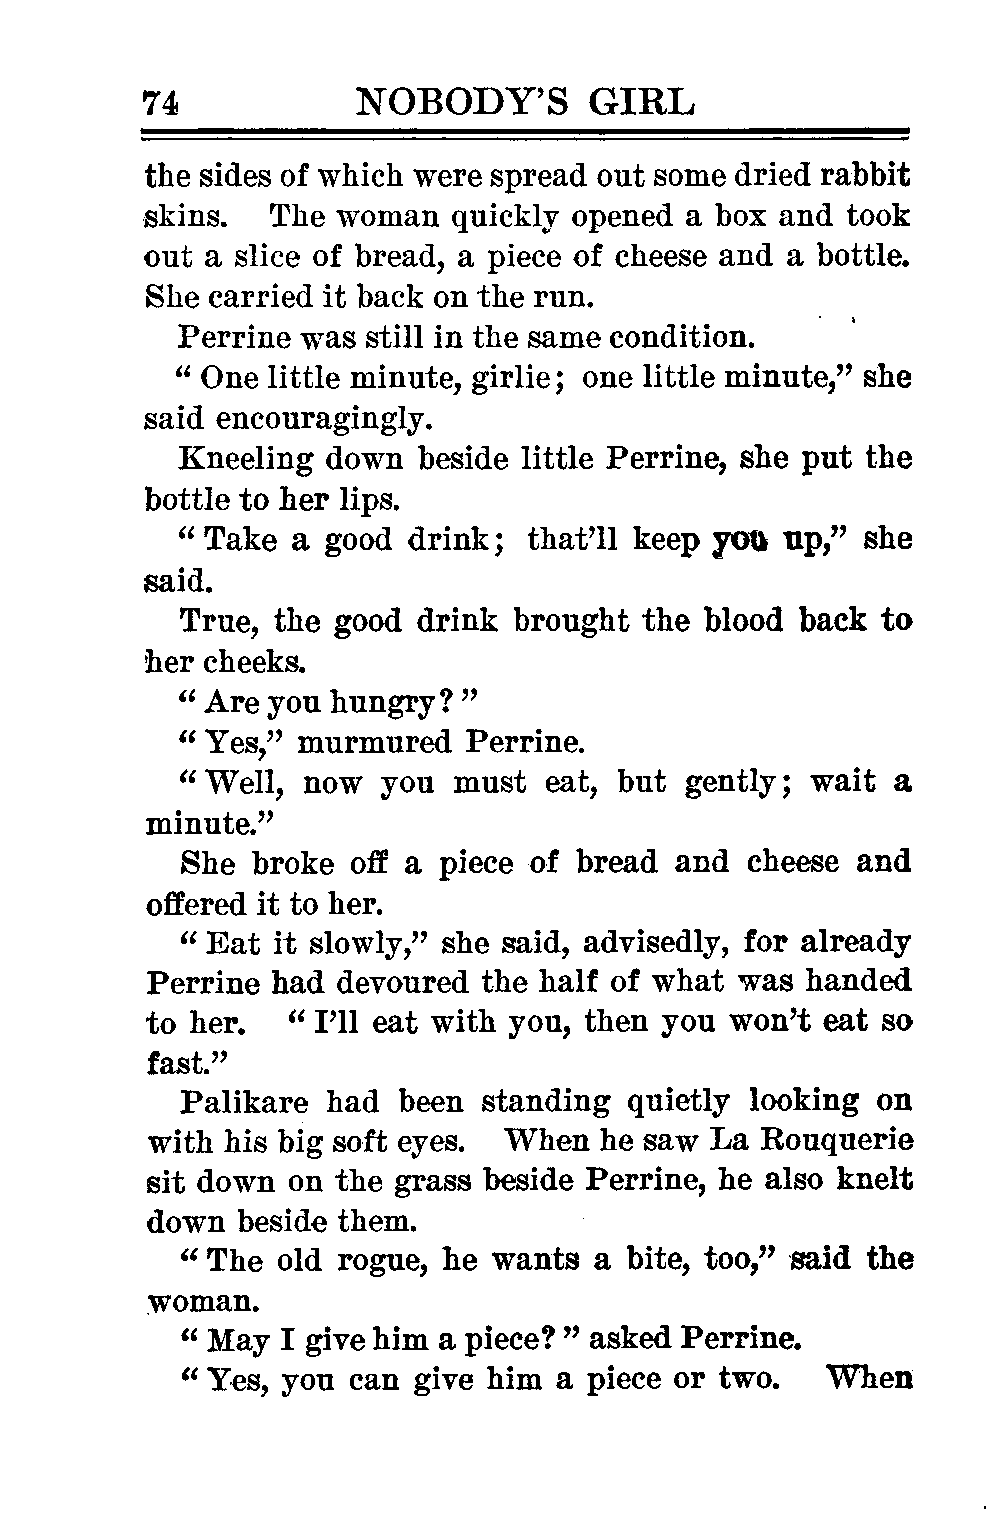 74 NOBODY'S GIRL
the sides of which were spread out some dried rabbit
skins. The woman quickly opened a box and took
out a slice of bread, a piece of cheese and a bottle.
She carried it back on the run.
Perrine was still in the same condition.
“ One little minute, girlie; one little minute,” she
said encouragingly.
Kneeling down beside little Perrine, she put the
bottle to her lips.
“ Take a good drink; that’ll keep you up,” she
said.
True, the good drink brought the blood back to
her cheeks.
“ Are you hungry? ”
“ Yes,” murmured Perrine.
“ Well, now you must eat, but gently; wait a
minute.”
She broke off a piece of bread and cheese and
offered it to her.
“ Eat it slowly,” she said, advisedly, for already
Perrine had devoured the half of what was handed
to her. “ I’ll eat with you, then you won’t eat so
fast.”
Palikare had been standing quietly looking on
with his big soft eyes. When he saw La Rouquerie
sit down on the grass beside Perrine, he also knelt
down beside them.
“ The old rogue, he wants a bite, too,” said the
woman.
“ May I give him a piece? ” asked Perrine.
“ Yes, you can give him a piece or two. When